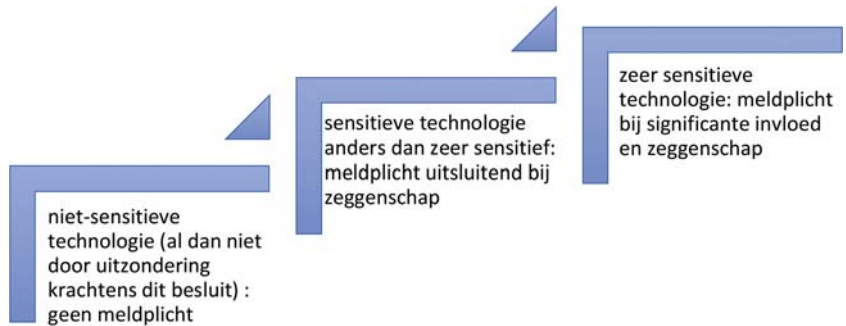 niet-sensitieve
technologie (al dan niet
door uitzondering
krachtens dit besluit) :
geen meldplicht
sensitieve technologie
anders dan zeer sensitief:
meldplicht uitsluitend bij
zeggenschap
zeer sensitieve
technologie: meldplicht
bij significante invloed
en zeggenschap